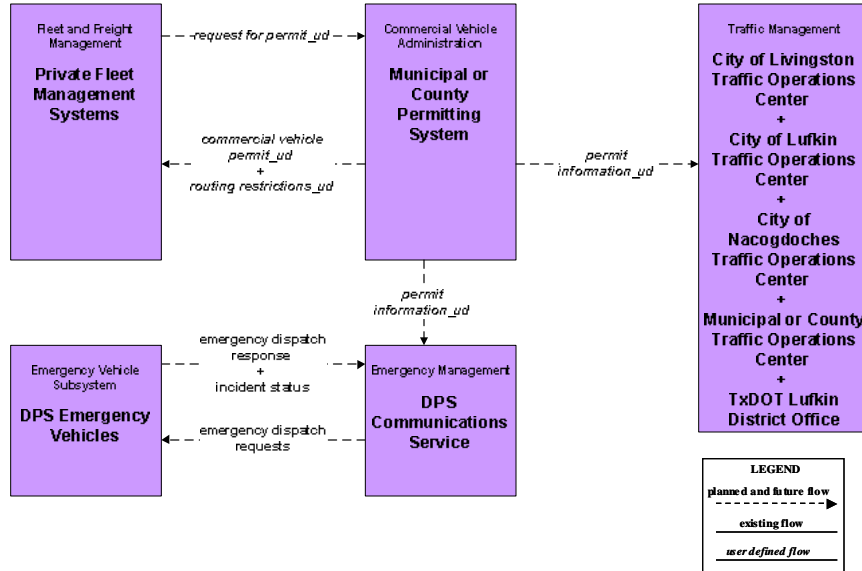 Fleet and Freight
Management
Private Fleet
Management
Systems
request for permit_ud
commercial vehicle
permit_ud
+
routing restrictions_ud
Commercial Vehicle
Administration
Municipal or
County
Permitting
System
permit
information_ud
permit
information_ud
Traffic Management
City of Livingston
Traffic Operations
Center
+
City of Lufkin
Traffic Operations
Center
+
City of
Nacogdoches
Traffic Operations
Center
+
Municipal or County
Traffic Operations
Center
+
TxDOT Lufkin
District Office
Emergency Vehicle
Subsystem
DPS Emergency
Vehicles
emergency dispatch
response
+
incident status
emergency dispatch
requests
Emergency Management
DPS
Communications
Service
LEGEND
planned and future flow
existing flow
user defined flow